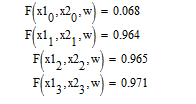 F(x1₀, x2₀, w) = 0.068
F(x1₁, x2₁, w) = 0.964
F(x1₂, x2₂, w) = 0.965
F(x1₃, x2₃, w) = 0.971